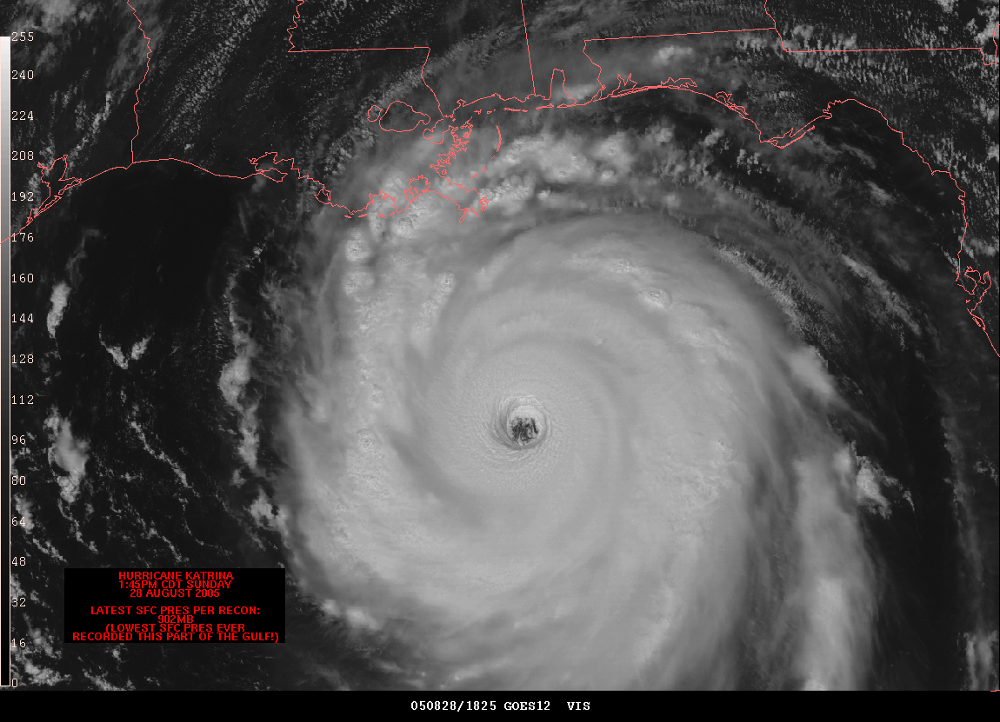 255
240
224
208
192
176
160
144
128
112
96
80
64
48
32
16
0
HURRICANE KATRINA
1:45PM CDT SUNDAY
28 AUGUST 2005
LATEST SFC PRES PER RECON:
902MB
(LOWEST SFC PRES EVER
RECORDED THIS PART OF THE GULF!)
050828/1825 GOES12 VIS